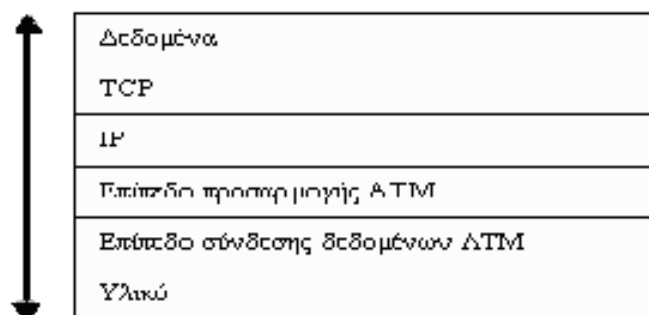 Δεδομένα
TCP
IP
Επίπεδο προσαρμογής ATM
Επίπεδο σύνδεσης δεδομένων ATM
Υλικό